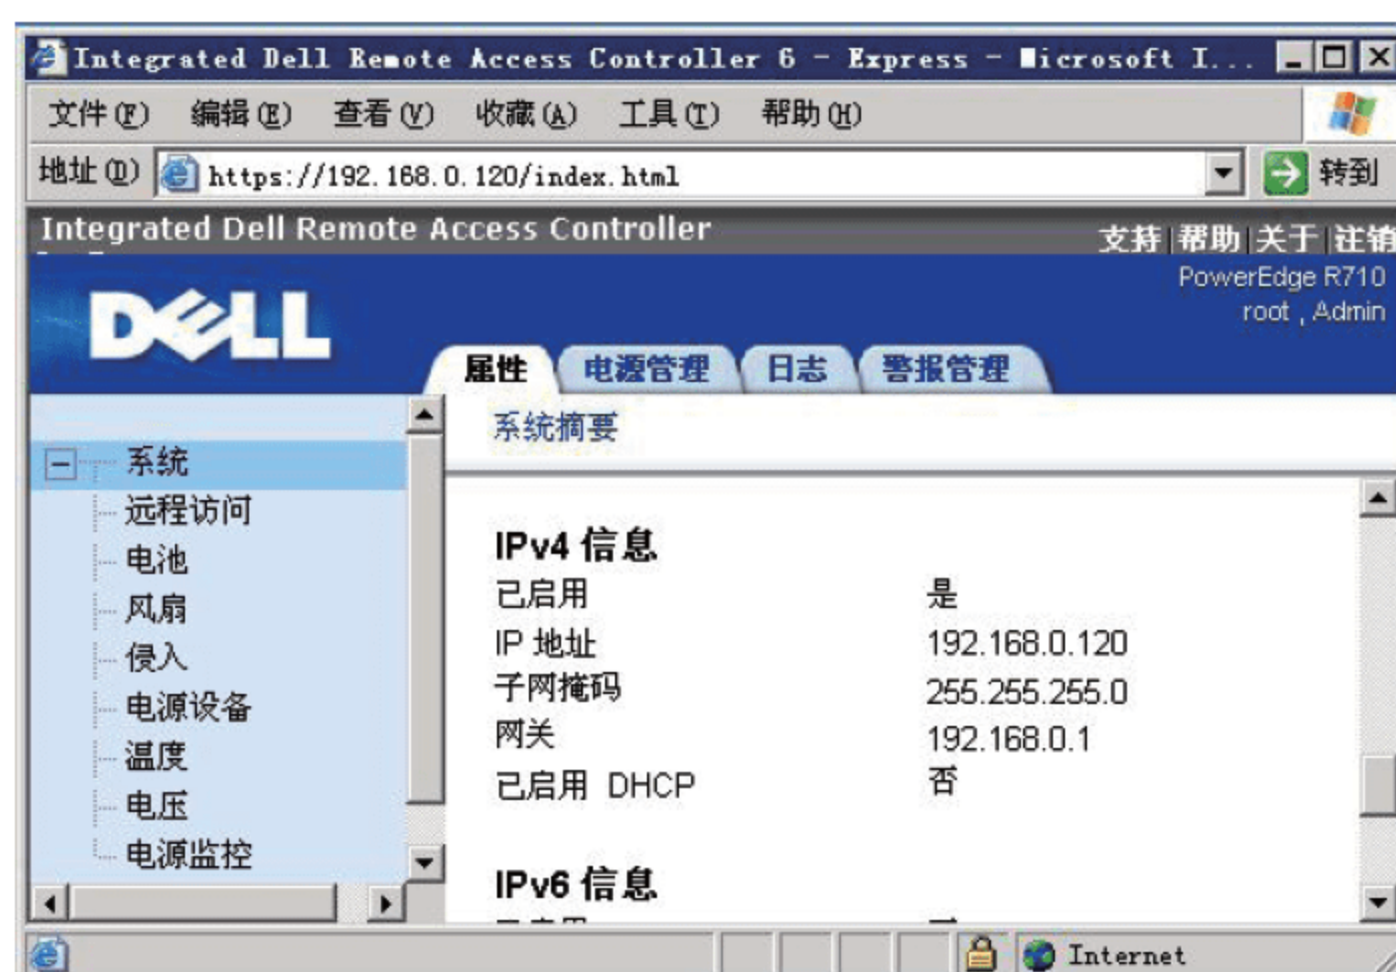 Integrated Dell Remote Access Controller 6 - Express - Microsoft I...
文件(F) 编辑(E) 查看(V) 收藏(A) 工具(T) 帮助(H)
地址(D) https://192.168.0.120/index.html 转到
Integrated Dell Remote Access Controller
支持|帮助|关于|注销
PowerEdge R710
root , Admin
DELL
属性 电源管理 日志 警报管理
系统摘要
系统
远程访问
电池
风扇
侵入
电源设备
温度
电压
电源监控
IPv4 信息
已启用 是
IP 地址 192.168.0.120
子网掩码 255.255.255.0
网关 192.168.0.1
已启用 DHCP 否
IPv6 信息
Internet